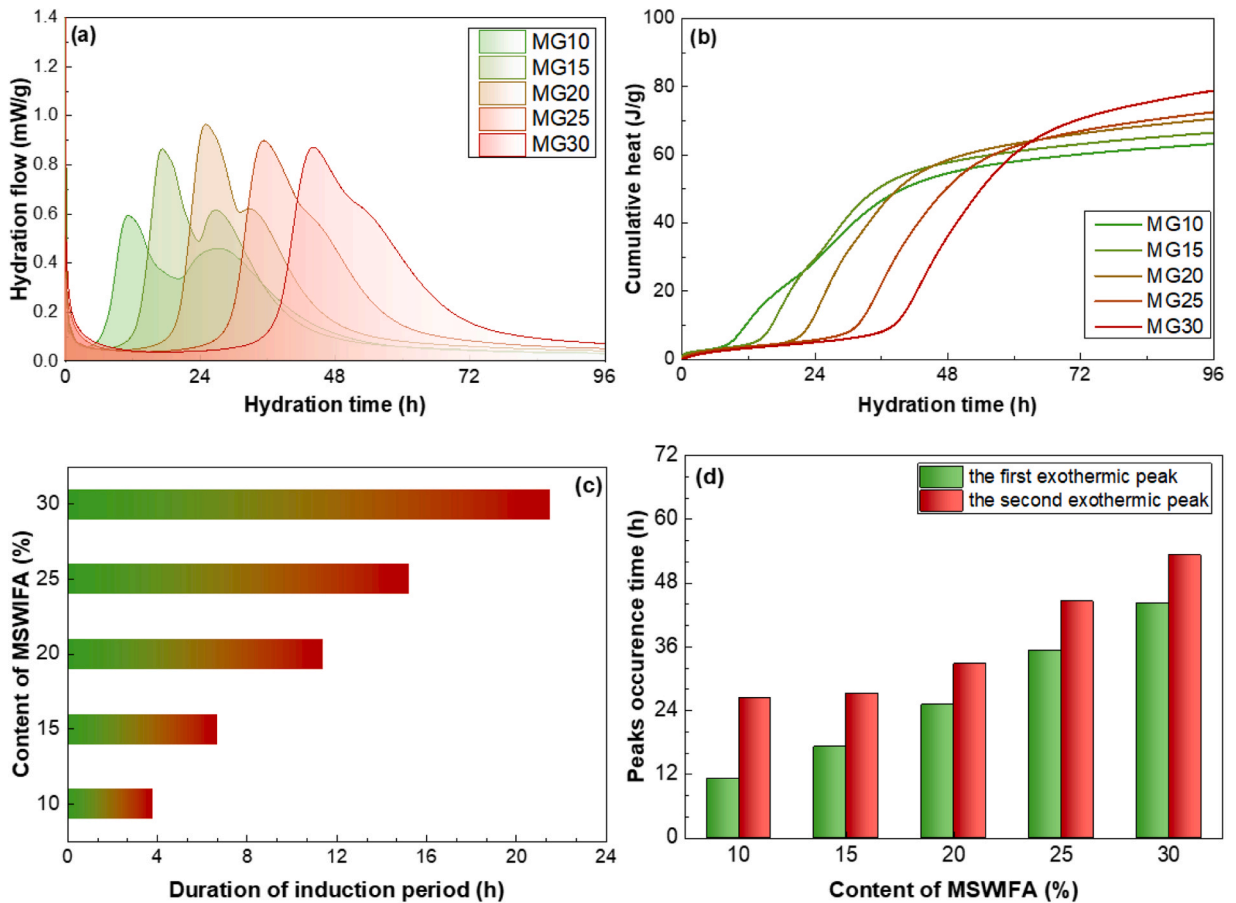 (a)
MG10
MG15
MG20
MG25
MG30
Hydration flow (mW/g)
1.4
1.2
1.0
0.8
0.6
0.4
0.2
0.0
0 24 48 72 96
Hydration time (h)
(b)
Cumulative heat (J/g)
100
80
60
40
20
0
MG10
MG15
MG20
MG25
MG30
0 24 48 72 96
Hydration time (h)
(c)
Content of MSWIFA (%)
30
25
20
15
10
0 4 8 12 16 20 24
Duration of induction period (h)
(d)
the first exothermic peak
the second exothermic peak
Peaks occurence time (h)
72
60
48
36
24
12
0
10 15 20 25 30
Content of MSWIFA (%)